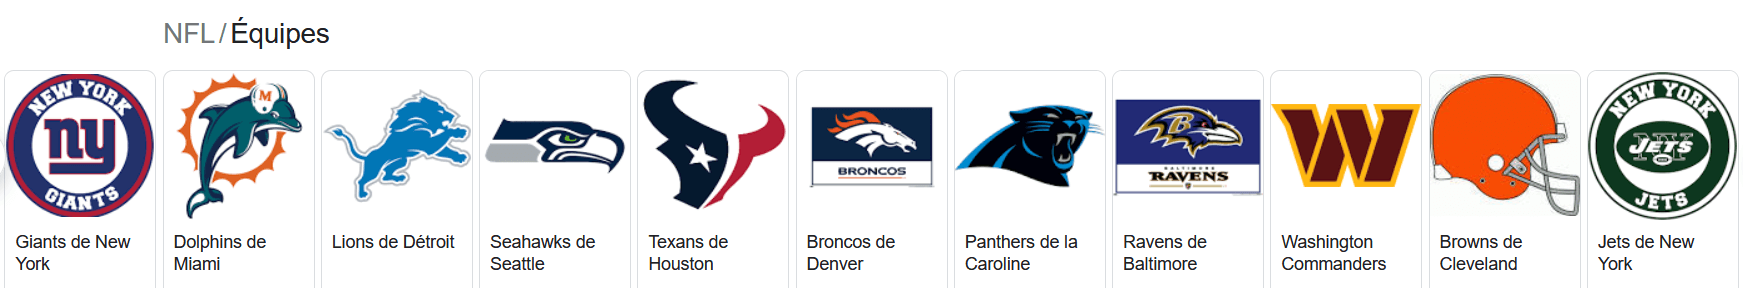 NFL / Équipes
NEW YORK
ny
GIANTS
M
BRONCOS
B
BALTIMORE
RAVENS
W
NEW YORK
NY
JETS
JETS
Giants de New
York
Dolphins de
Miami
Lions de Détroit
Seahawks de
Seattle
Texans de
Houston
Broncos de
Denver
Panthers de la
Caroline
Ravens de
Baltimore
Washington
Commanders
Browns de
Cleveland
Jets de New
York